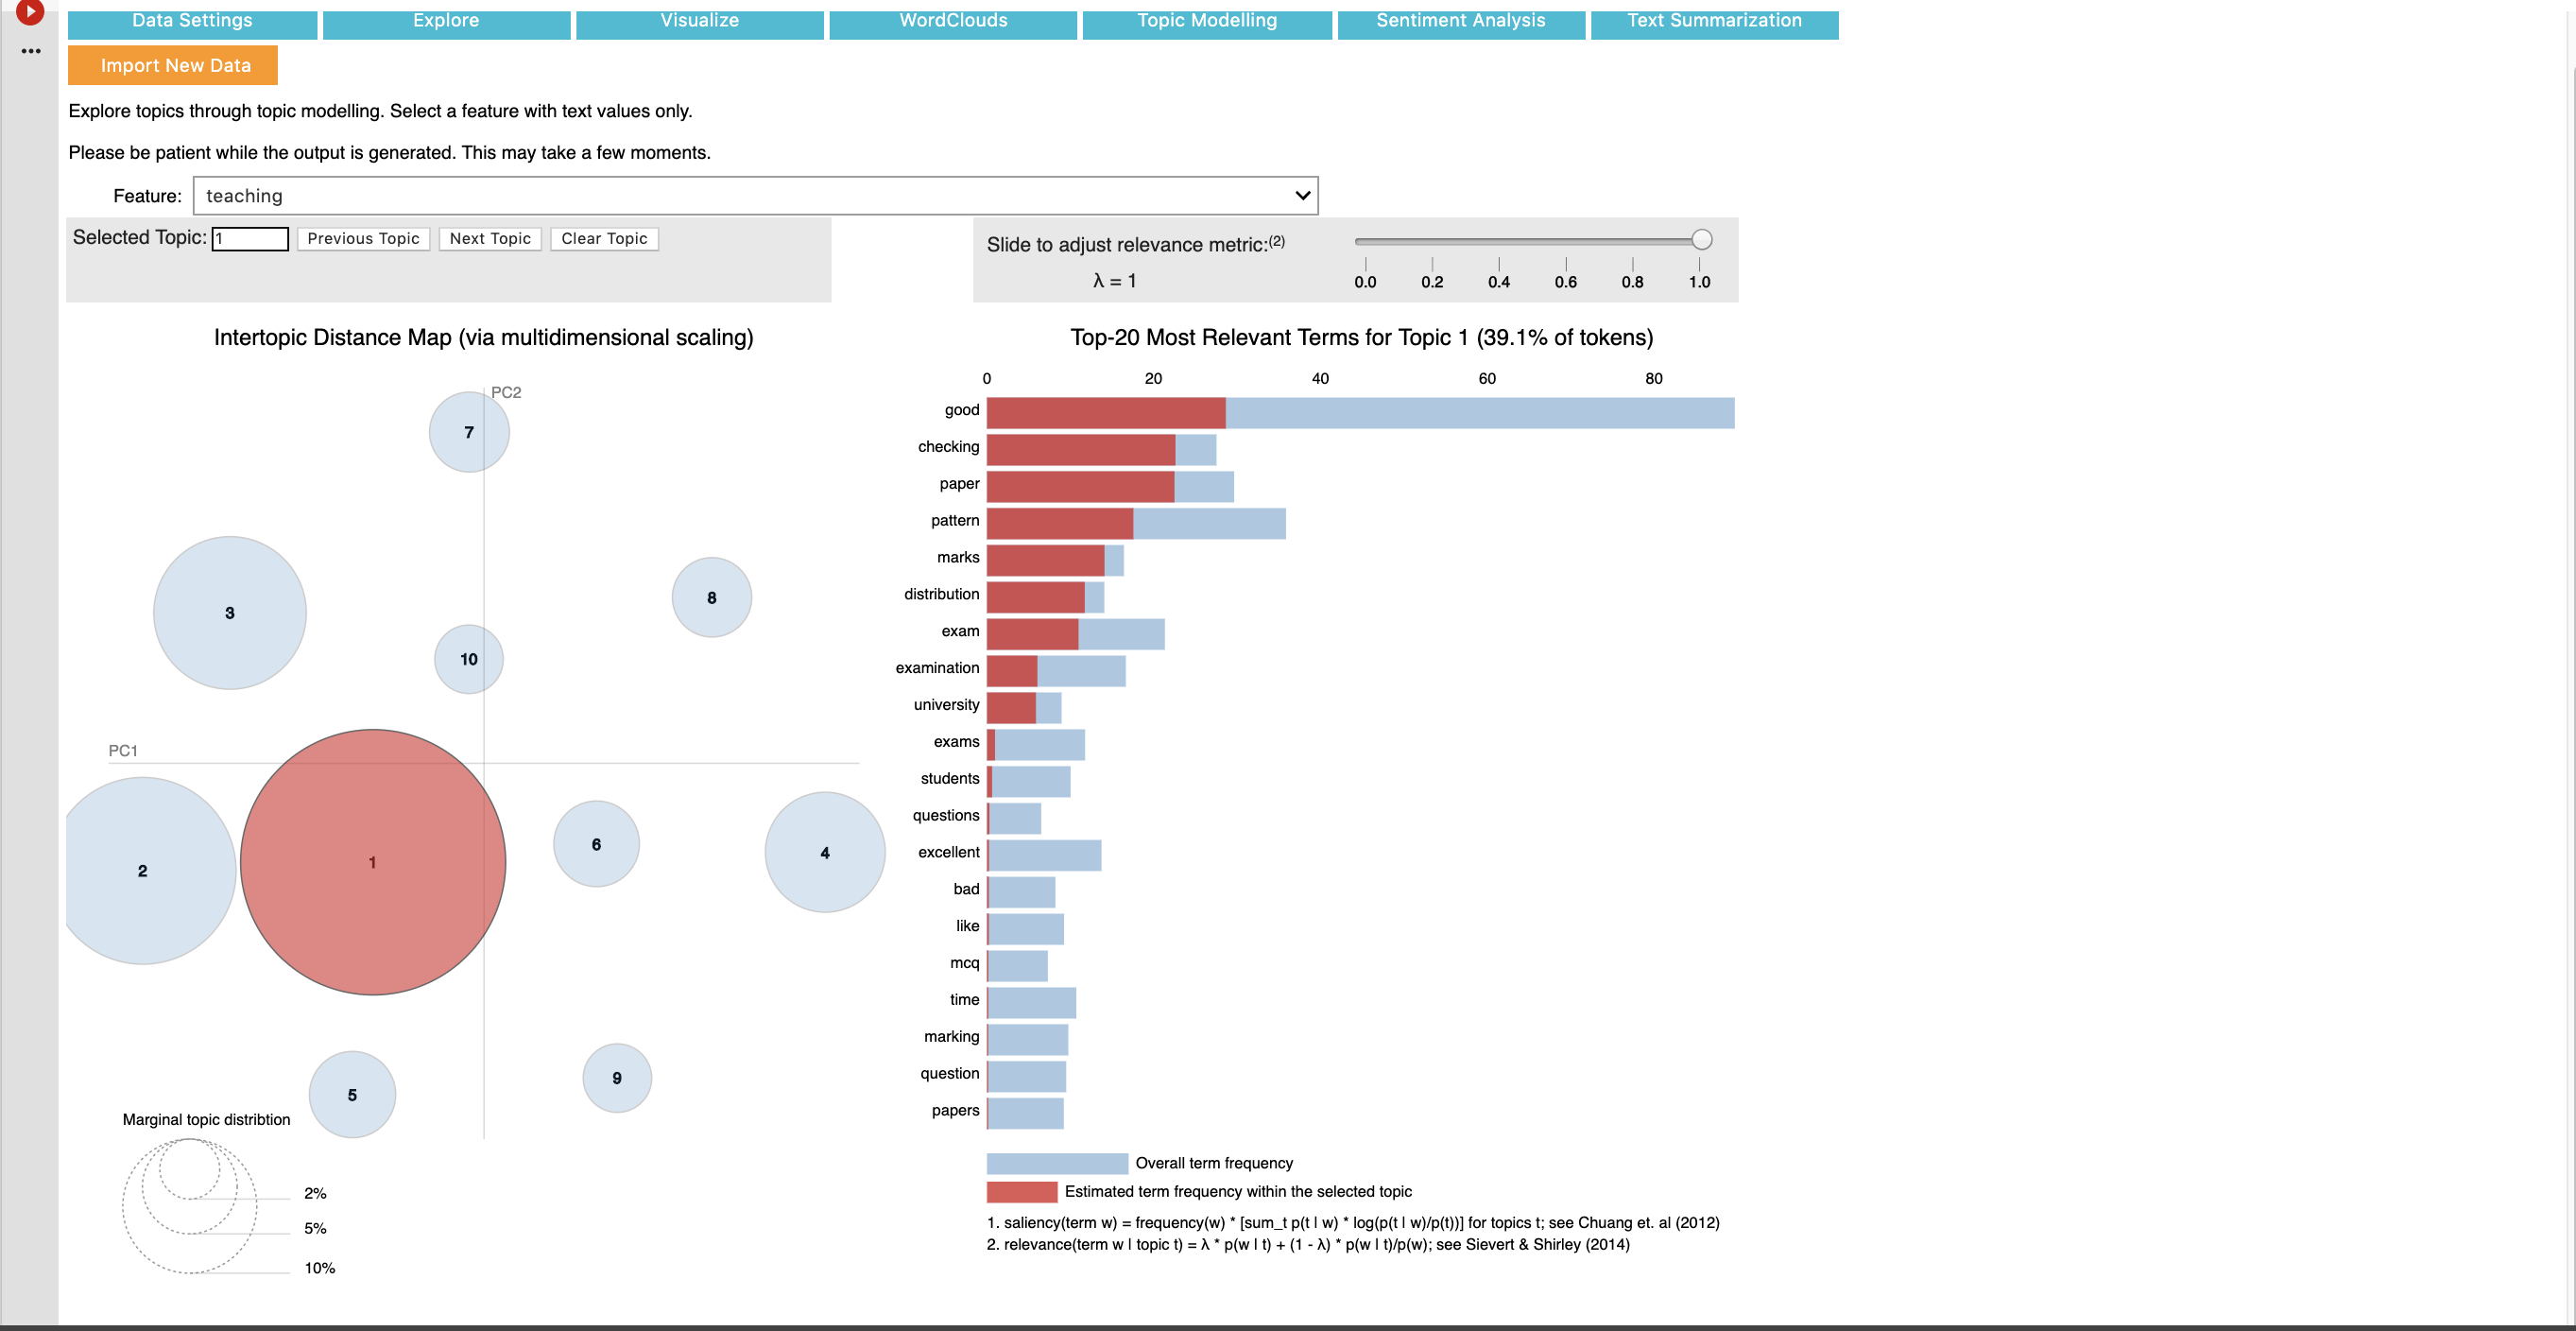 Data Settings
Explore
Visualize
WordClouds
Topic Modelling
Sentiment Analysis
Text Summarization
Import New Data
Explore topics through topic modelling. Select a feature with text values only.
Please be patient while the output is generated. This may take a few moments.
Feature: teaching
Selected Topic: 1 Previous Topic Next Topic Clear Topic
Slide to adjust relevance metric:(2)
λ = 1
0.0 0.2 0.4 0.6 0.8 1.0
Intertopic Distance Map (via multidimensional scaling)
PC2
7
3
8
10
PC1
1
2
6
4
5
9
Marginal topic distribtion
2%
5%
10%
Top-20 Most Relevant Terms for Topic 1 (39.1% of tokens)
0 20 40 60 80
good
checking
paper
pattern
marks
distribution
exam
examination
university
exams
students
questions
excellent
bad
like
mcq
time
marking
question
papers
Overall term frequency
Estimated term frequency within the selected topic
1. saliency(term w) = frequency(w) * [sum_t p(t | w) * log(p(t | w)/p(t))] for topics t; see Chuang et. al (2012)
2. relevance(term w | topic t) = λ * p(w | t) + (1 - λ) * p(w | t)/p(w); see Sievert & Shirley (2014)